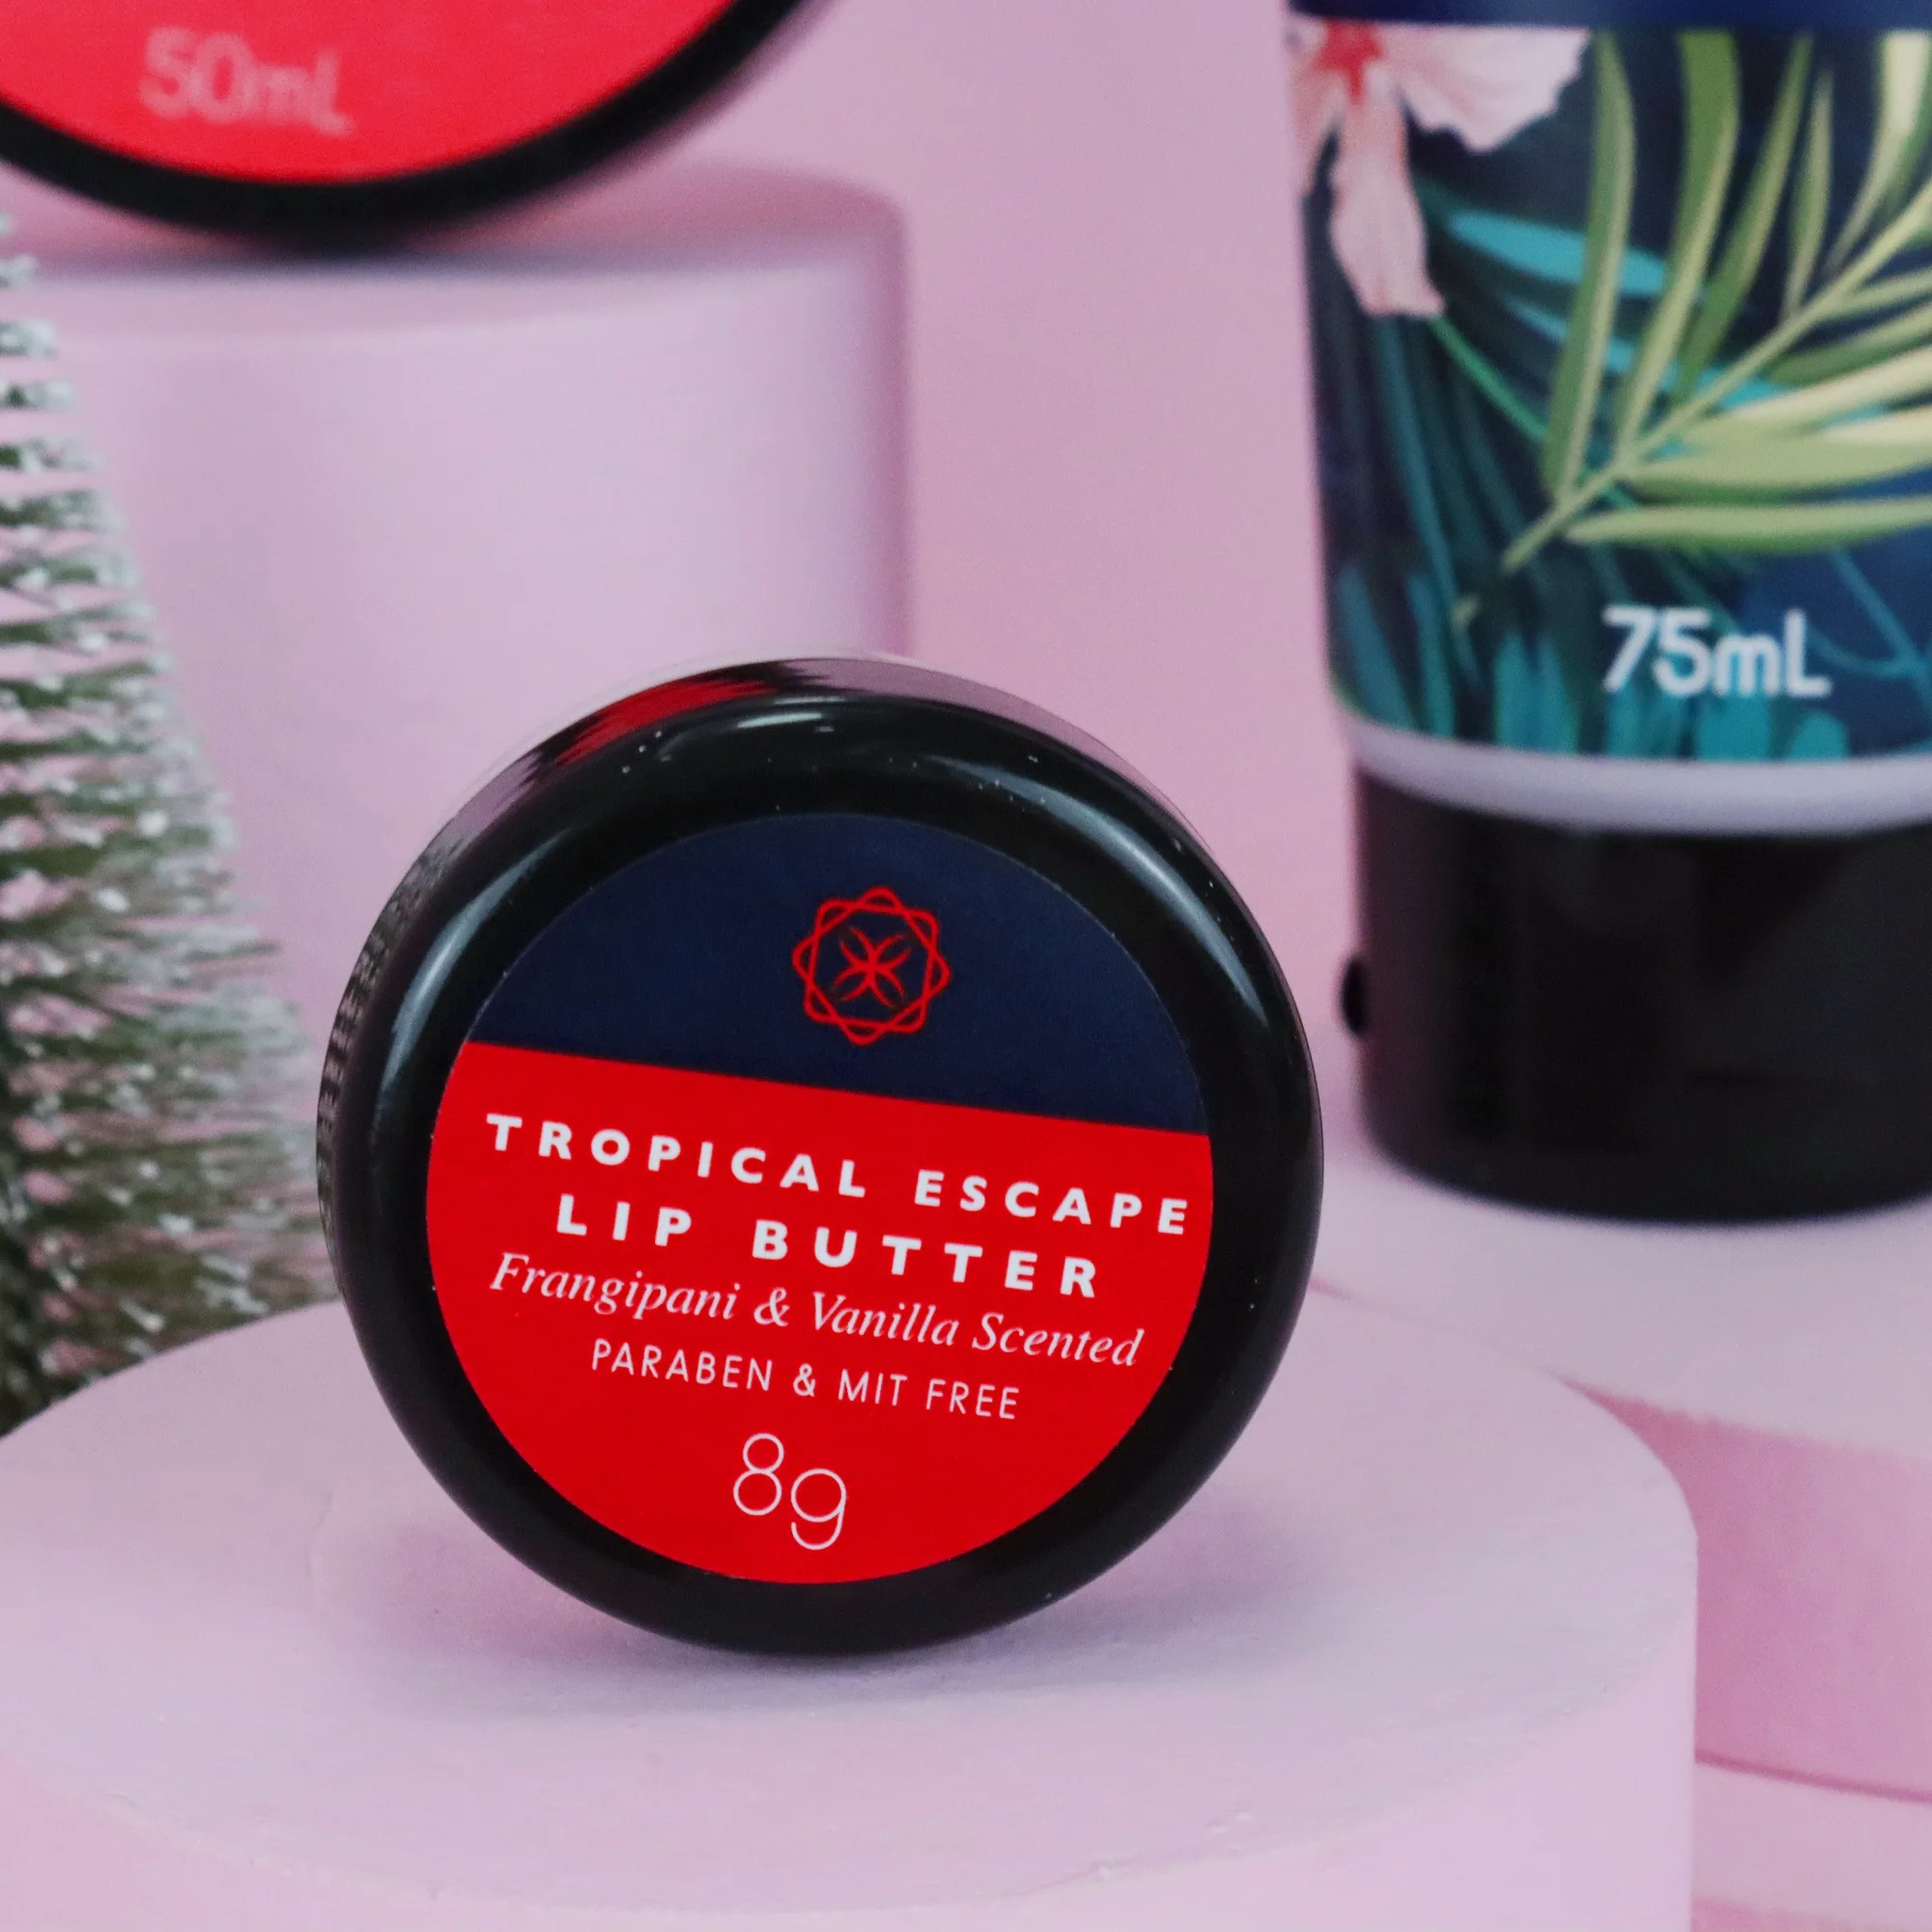 50mL
75mL
TROPICAL ESCAPE
LIP BUTTER
Frangipani & Vanilla Scented
PARABEN & MIT FREE
8g